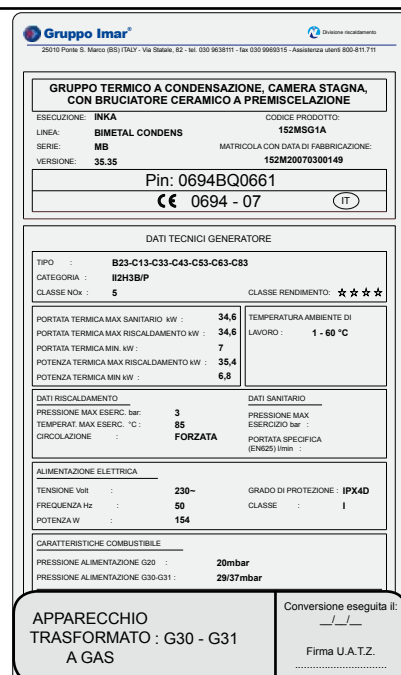 Gruppo Imar® Divisione riscaldamento
25010 Ponte S. Marco (BS) ITALY - Via Statale, 82 - tel. 030 9638111 - fax 030 9969315 - Assistenza utenti 800-811.711
GRUPPO TERMICO A CONDENSAZIONE, CAMERA STAGNA,
CON BRUCIATORE CERAMICO A PREMISCELAZIONE
ESECUZIONE: INKA CODICE PRODOTTO:
LINEA: BIMETAL CONDENS 152MSG1A
SERIE: MB MATRICOLA CON DATA DI FABBRICAZIONE:
VERSIONE: 35.35 152M20070300149
Pin: 0694BQ0661
CE 0694 - 07 IT
DATI TECNICI GENERATORE
TIPO : B23-C13-C33-C43-C53-C63-C83
CATEGORIA : II2H3B/P
CLASSE NOx : 5 CLASSE RENDIMENTO: ☆☆☆☆
PORTATA TERMICA MAX SANITARIO kW : 34,6 TEMPERATURA AMBIENTE DI
PORTATA TERMICA MAX RISCALDAMENTO kW : 34,6 LAVORO : 1 - 60 °C
PORTATA TERMICA MIN. kW : 7
POTENZA TERMICA MAX RISCALDAMENTO kW : 35,4
POTENZA TERMICA MIN kW : 6,8
DATI RISCALDAMENTO DATI SANITARIO
PRESSIONE MAX ESERC. bar: 3 PRESSIONE MAX
TEMPERAT. MAX ESERC. °C : 85 ESERCIZIO bar :
CIRCOLAZIONE : FORZATA PORTATA SPECIFICA
(EN625) l/min :
ALIMENTAZIONE ELETTRICA
TENSIONE Volt : 230~ GRADO DI PROTEZIONE : IPX4D
FREQUENZA Hz : 50 CLASSE : I
POTENZA W : 154
CARATTERISTICHE COMBUSTIBILE
PRESSIONE ALIMENTAZIONE G20 : 20mbar
PRESSIONE ALIMENTAZIONE G30-G31 : 29/37mbar
APPARECCHIO
TRASFORMATO : G30 - G31
A GAS
Conversione eseguita il:
__/__/__
Firma U.A.T.Z.
................................